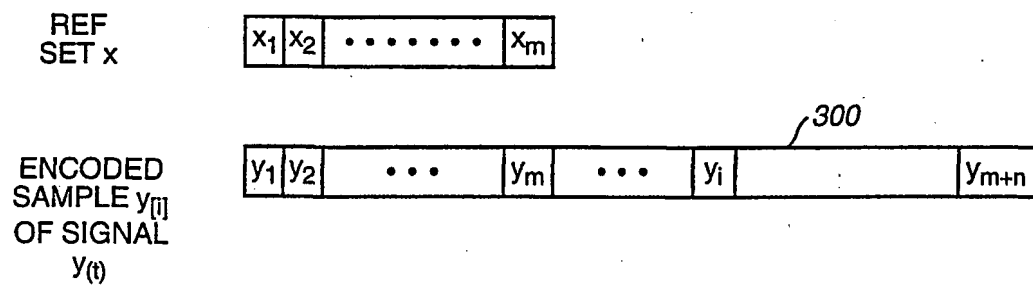 REF
SET x
x1 x2 ....... xm
300
ENCODED
SAMPLE y[i]
OF SIGNAL
y(t)
y1 y2 ... ym ... yi ym+n